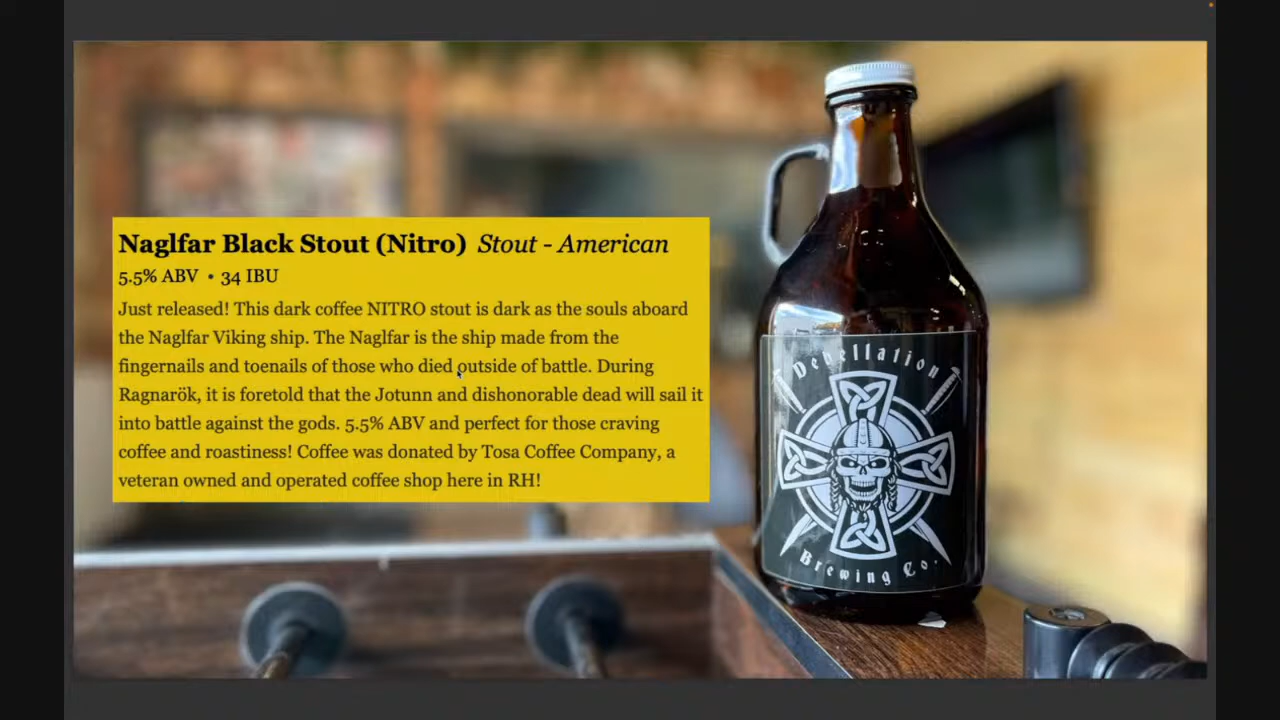 Naglfar Black Stout (Nitro) Stout - American
5.5% ABV • 34 IBU
Just released! This dark coffee NITRO stout is dark as the souls aboard
the Naglfar Viking ship. The Naglfar is the ship made from the
fingernails and toenails of those who died outside of battle. During
Ragnarök, it is foretold that the Jotunn and dishonorable dead will sail it
into battle against the gods. 5.5% ABV and perfect for those craving
coffee and roastiness! Coffee was donated by Tosa Coffee Company, a
veteran owned and operated coffee shop here in RH!
Debellation
Brewing Co.